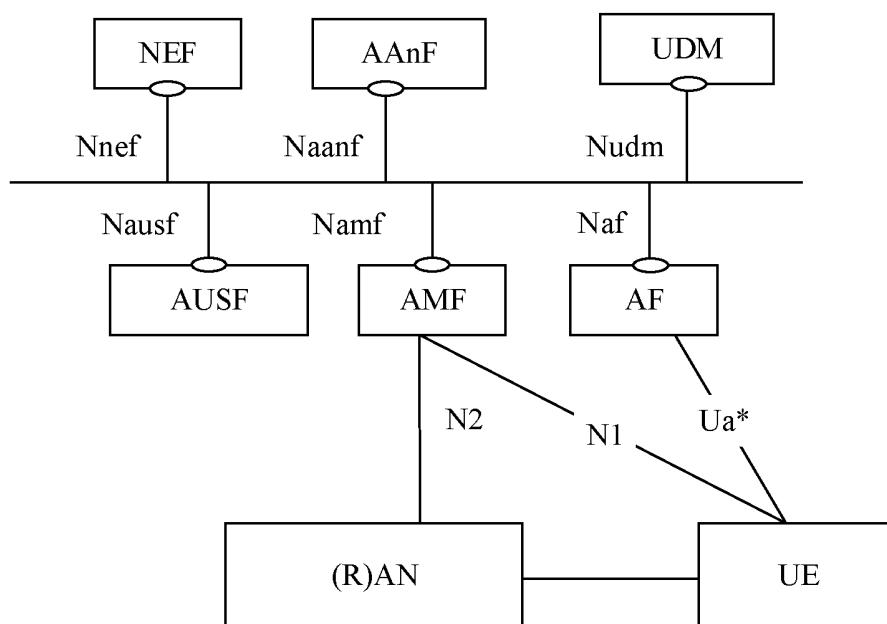 NEF
AAnF
UDM
Nnef
Naanf
Nudm
Nausf
Namf
Naf
AUSF
AMF
AF
N2
N1
Ua*
(R)AN
UE